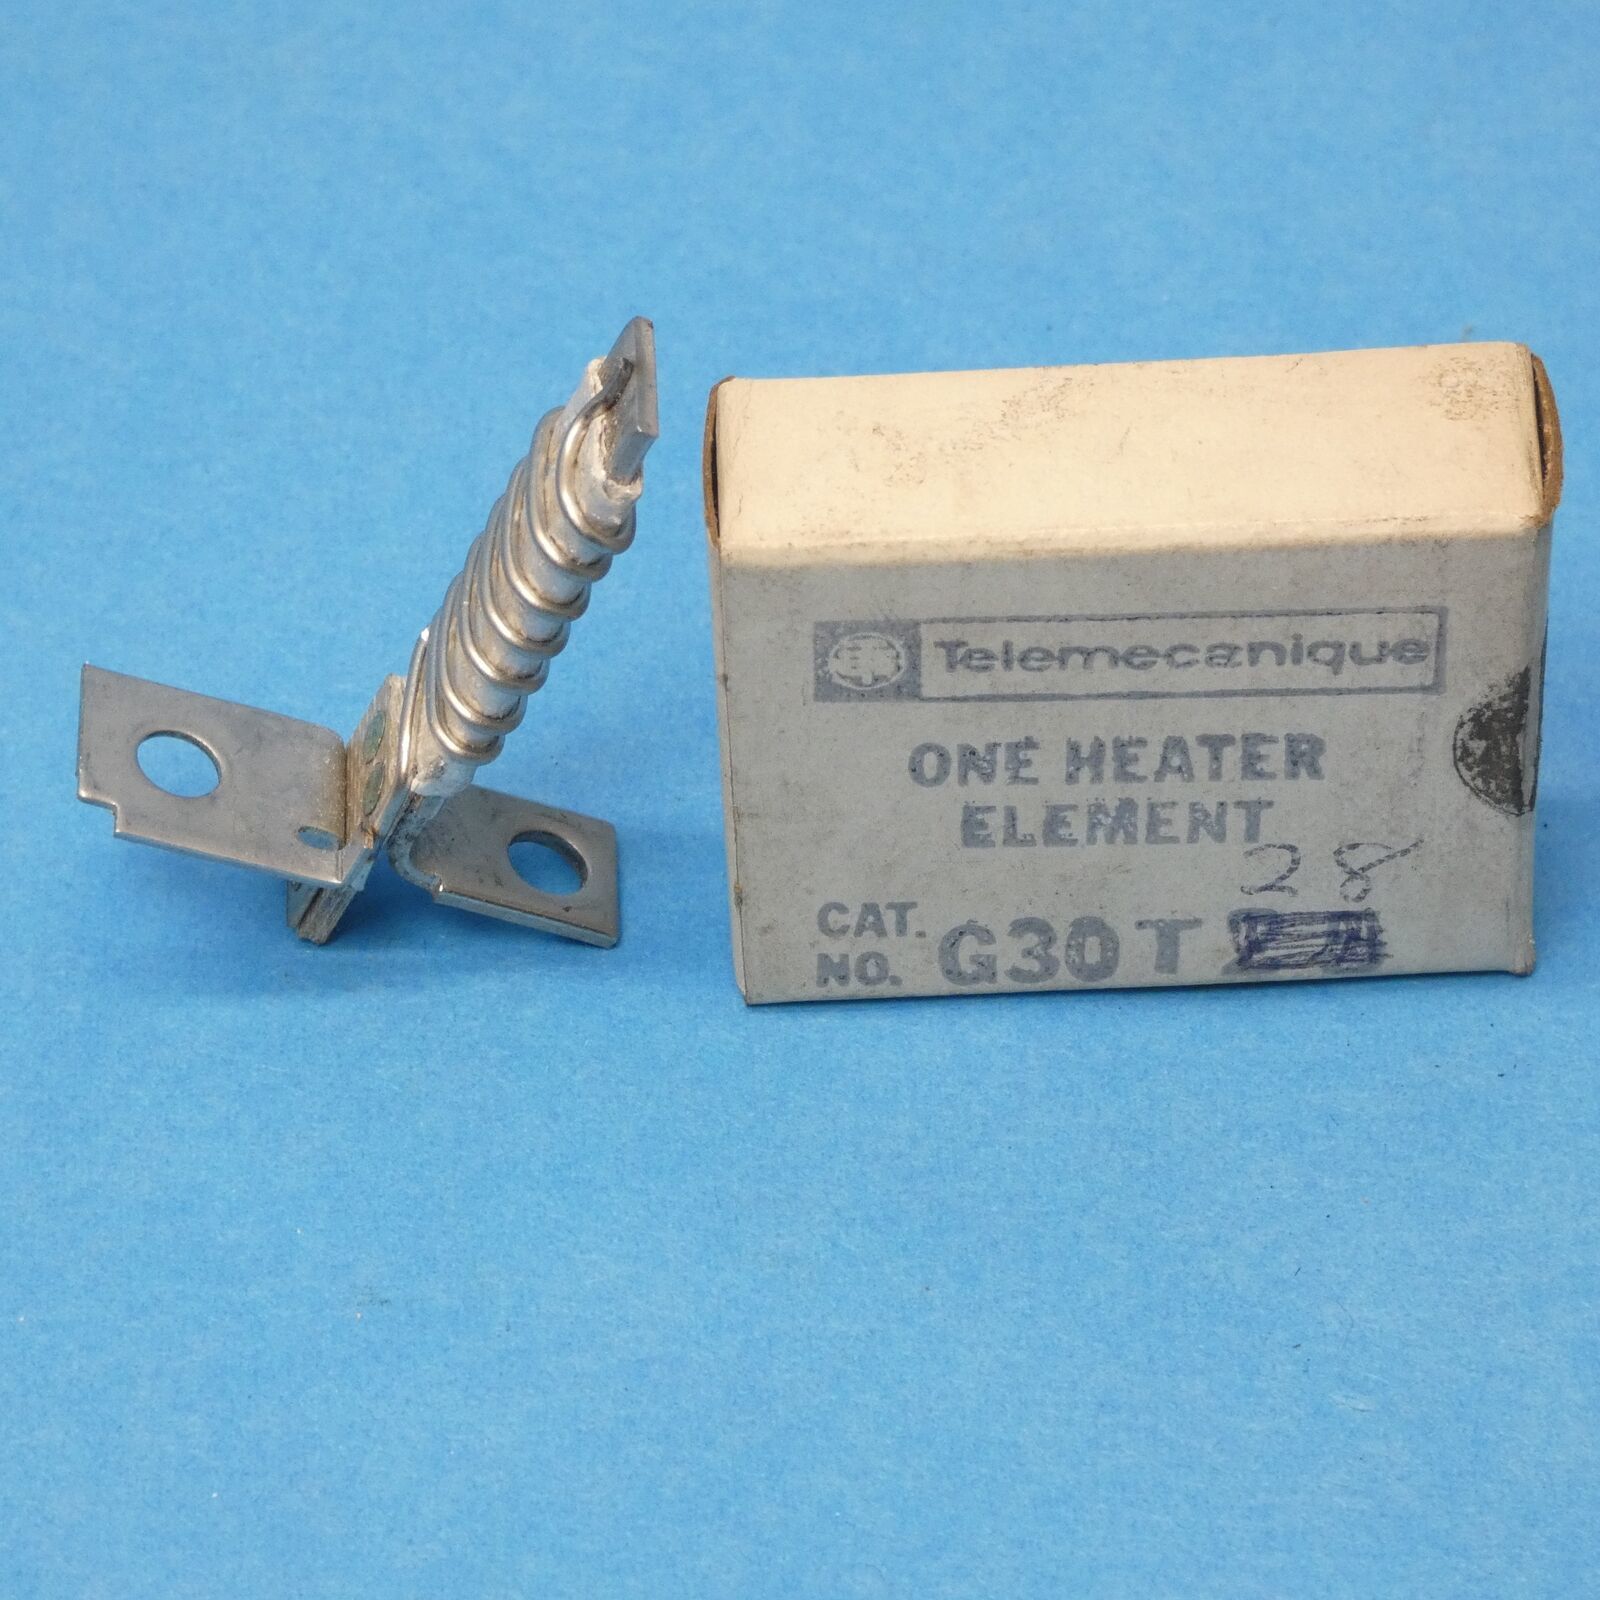 Telemecanique
ONE HEATER
ELEMENT
28
CAT.
NO. G30T